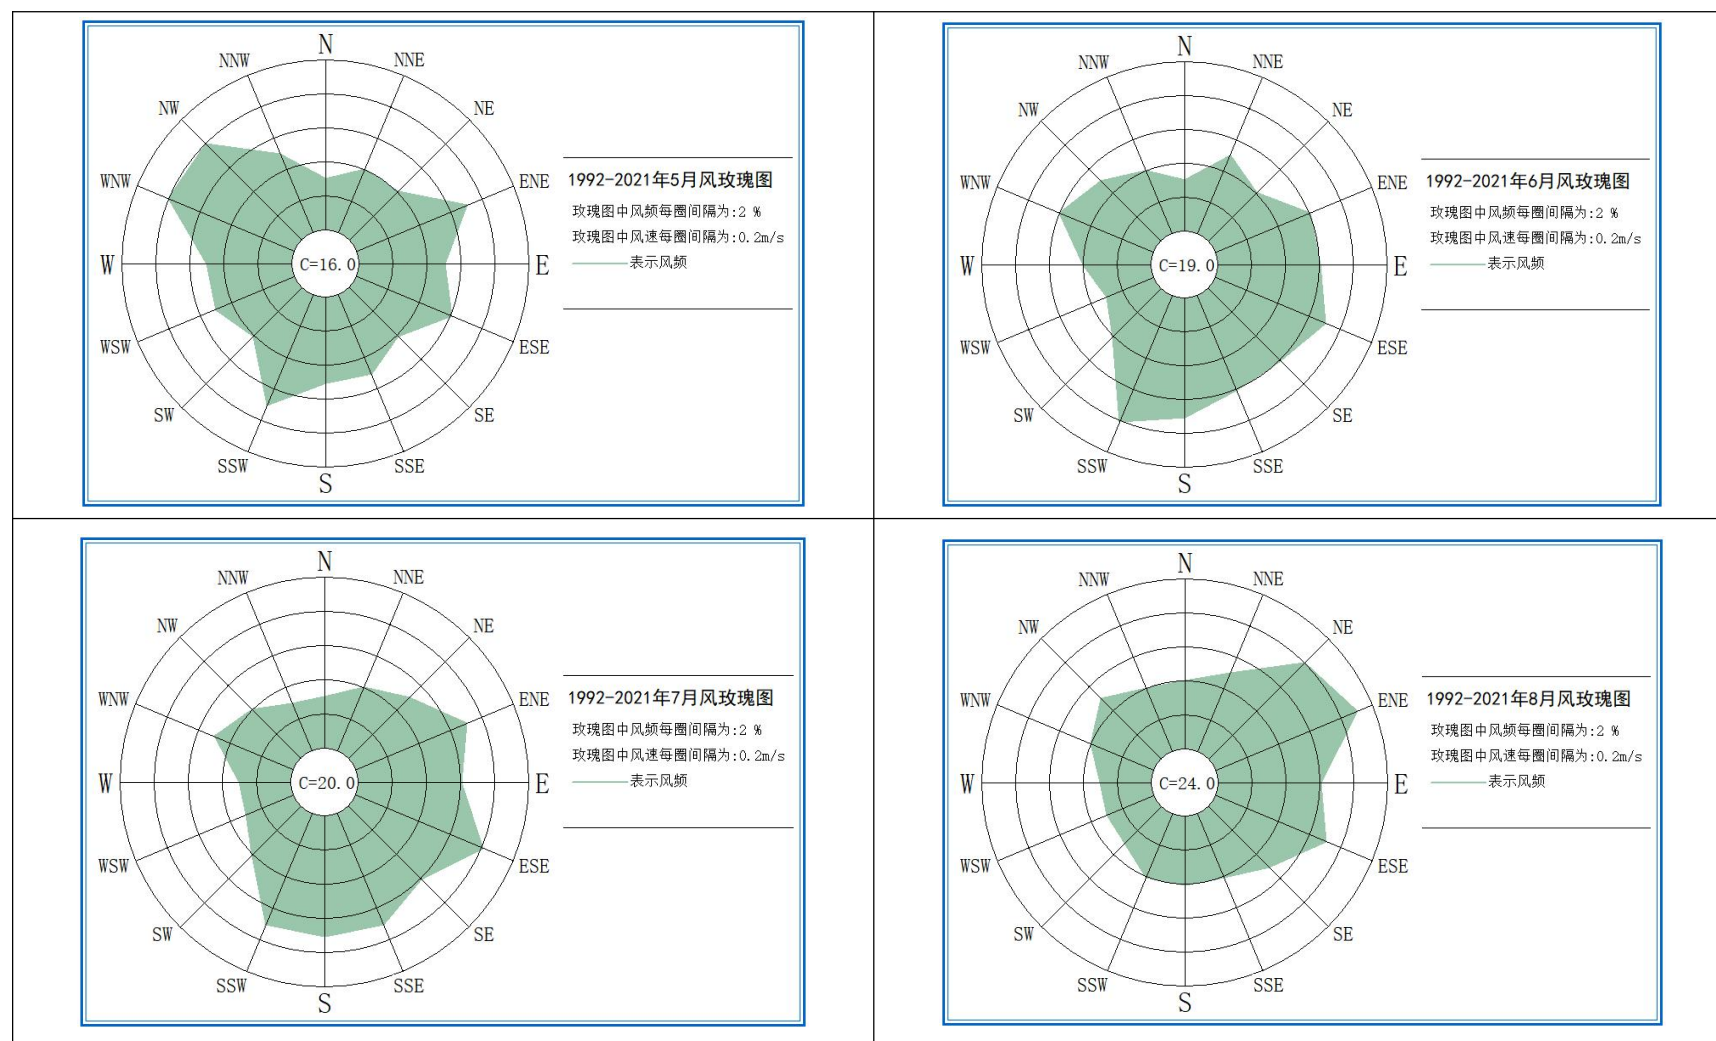 N
NNW
NNE
NW
NE
WNW
ENE
W
C=16.0
E
WSW
ESE
SW
SE
SSW
SSE
S
1992-2021年5月风玫瑰图
玫瑰图中风频每圈间隔为:2 %
玫瑰图中风速每圈间隔为:0.2m/s
表示风频
N
NNW
NNE
NW
NE
WNW
ENE
W
C=19.0
E
WSW
ESE
SW
SE
SSW
SSE
S
1992-2021年6月风玫瑰图
玫瑰图中风频每圈间隔为:2 %
玫瑰图中风速每圈间隔为:0.2m/s
表示风频
N
NNW
NNE
NW
NE
WNW
ENE
W
C=20.0
E
WSW
ESE
SW
SE
SSW
SSE
S
1992-2021年7月风玫瑰图
玫瑰图中风频每圈间隔为:2 %
玫瑰图中风速每圈间隔为:0.2m/s
表示风频
N
NNW
NNE
NW
NE
WNW
ENE
W
C=24.0
E
WSW
ESE
SW
SE
SSW
SSE
S
1992-2021年8月风玫瑰图
玫瑰图中风频每圈间隔为:2 %
玫瑰图中风速每圈间隔为:0.2m/s
表示风频